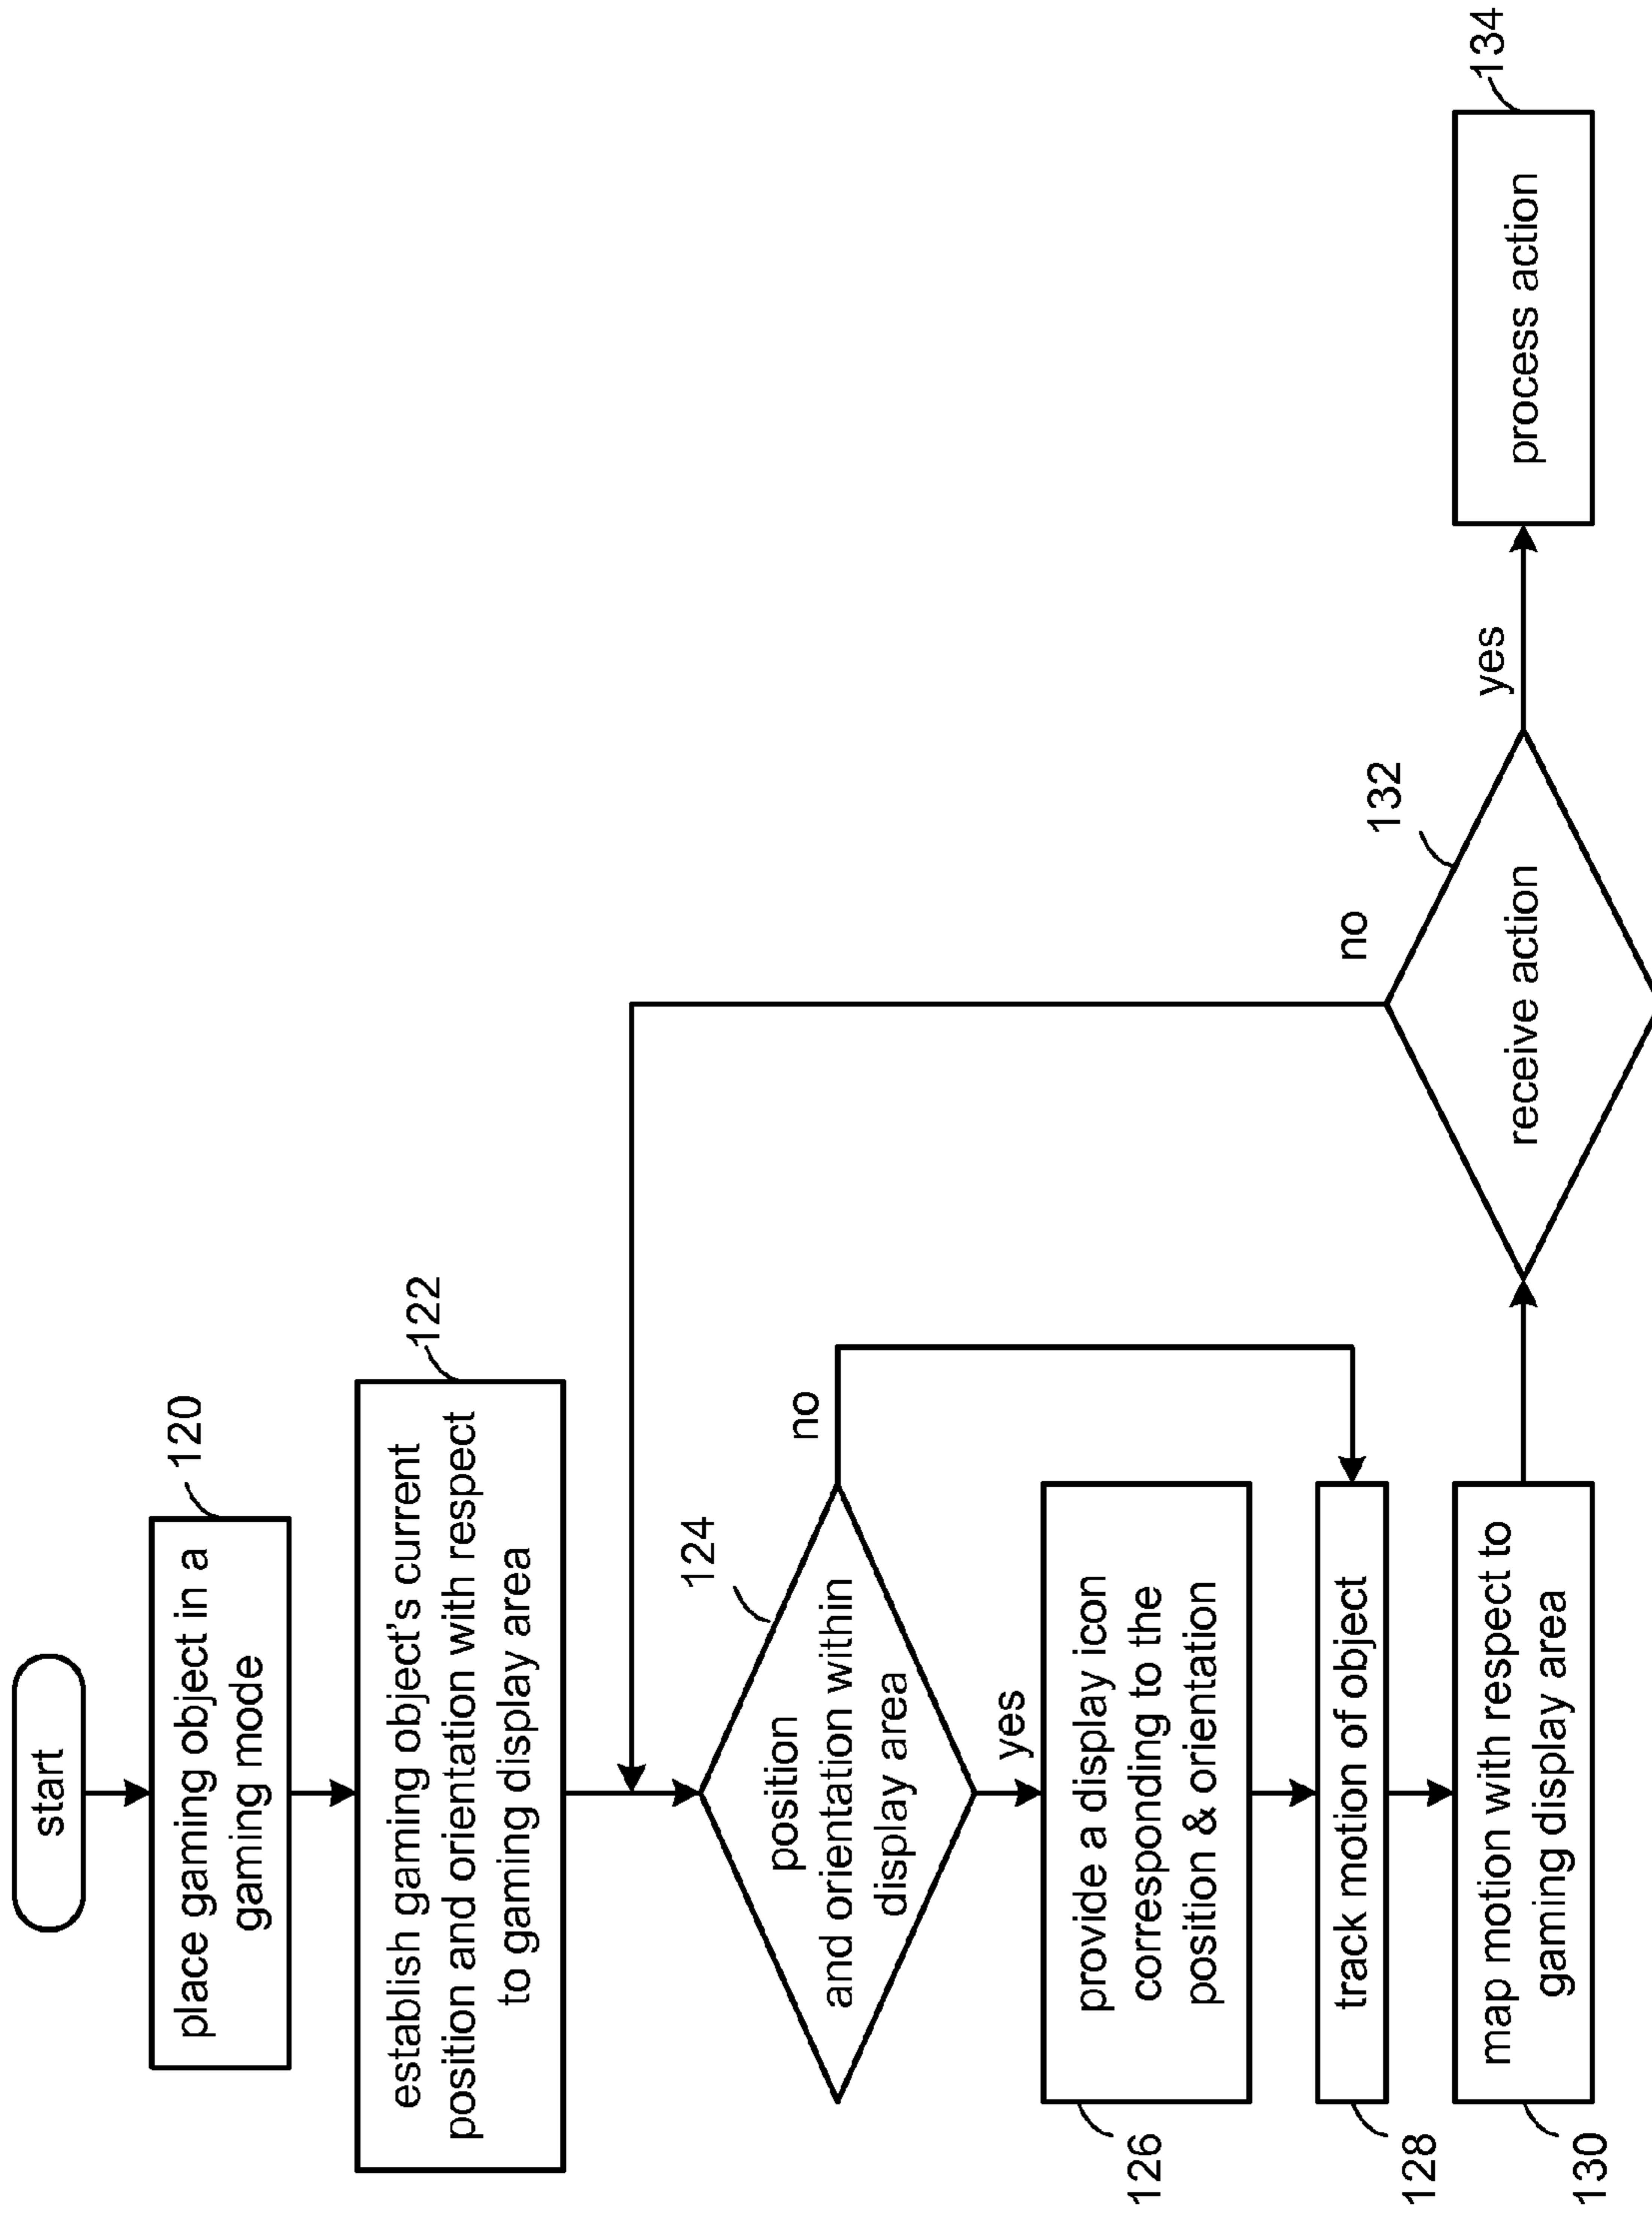 start
place gaming object in a
gaming mode
120
establish gaming object's current
position and orientation with respect
to gaming display area
122
position
and orientation within
display area
124
no
yes
provide a display icon
corresponding to the
position & orientation
126
track motion of object
128
map motion with respect to
gaming display area
130
receive action
132
no
yes
process action
134